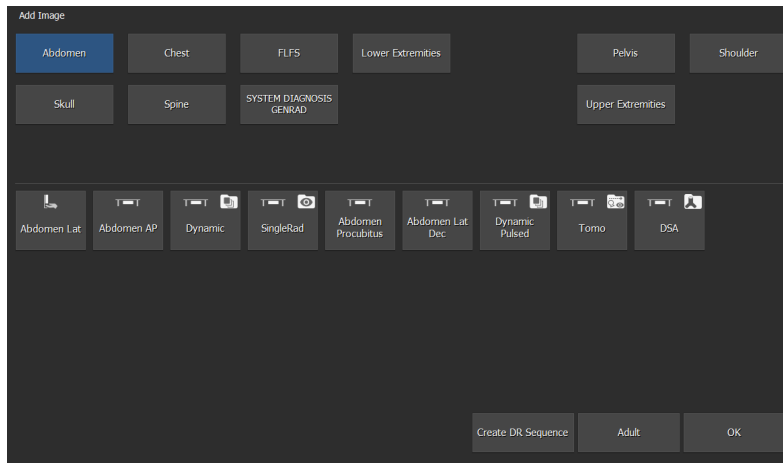 Add Image
Abdomen
Chest
FLFS
Lower Extremities
Pelvis
Shoulder
Skull
Spine
SYSTEM DIAGNOSIS
GENRAD
Upper Extremities
Abdomen Lat
Abdomen AP
Dynamic
SingleRad
Abdomen
Procubitus
Abdomen Lat
Dec
Dynamic
Pulsed
Tomo
DSA
Create DR Sequence
Adult
OK